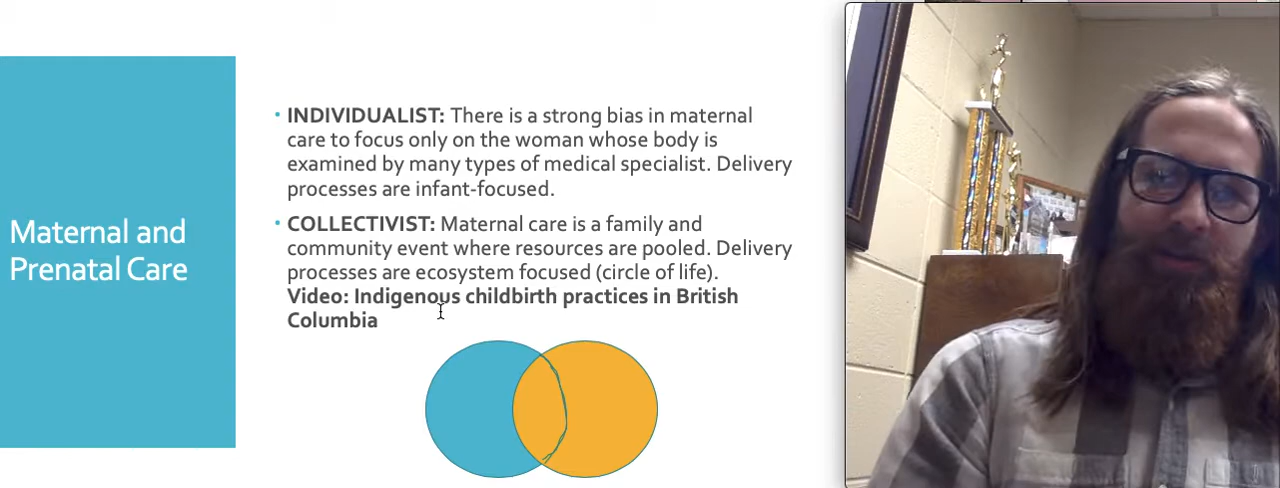 Maternal and
Prenatal Care
• INDIVIDUALIST: There is a strong bias in maternal
care to focus only on the woman whose body is
examined by many types of medical specialist. Delivery
processes are infant-focused.
• COLLECTIVIST: Maternal care is a family and
community event where resources are pooled. Delivery
processes are ecosystem focused (circle of life).
Video: Indigenous childbirth practices in British
Columbia